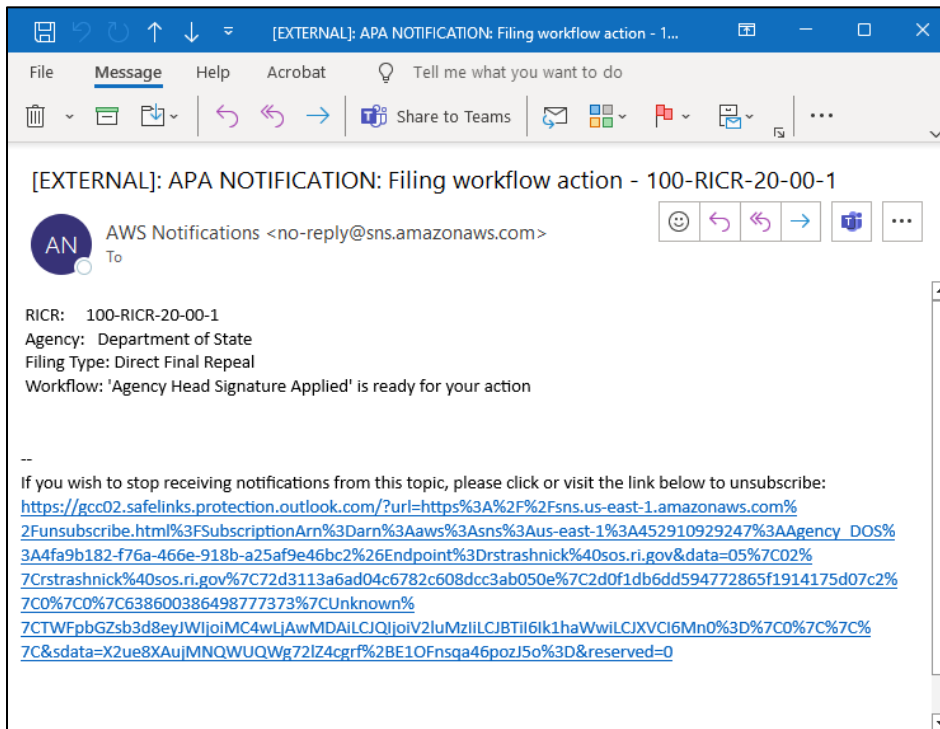 [EXTERNAL]: APA NOTIFICATION: Filing workflow action - 1...
File Message Help Acrobat Tell me what you want to do
Share to Teams
[EXTERNAL]: APA NOTIFICATION: Filing workflow action - 100-RICR-20-00-1
AN
AWS Notifications <no-reply@sns.amazonaws.com>
To
RICR: 100-RICR-20-00-1
Agency: Department of State
Filing Type: Direct Final Repeal
Workflow: 'Agency Head Signature Applied' is ready for your action
--
If you wish to stop receiving notifications from this topic, please click or visit the link below to unsubscribe:
https://gcc02.safelinks.protection.outlook.com/?url=https%3A%2F%2Fsns.us-east-1.amazonaws.com%
2Funsubscribe.html%3FSubscriptionArn%3Darn%3Aaws%3Asns%3Aus-east-1%3A452910929247%3AAgency_DOS%
3A4fa9b182-f76a-466e-918b-a25af9e46bc2%26Endpoint%3Drstrashnick%40sos.ri.gov&data=05%7C02%
7Crstrashnick%40sos.ri.gov%7C72d3113a6ad04c6782c608dcc3ab050e%7C2d0f1db6dd594772865f1914175d07c2%
7C0%7C0%7C638600386498777373%7CUnknown%
7CTWFpbGZsb3d8eyJWIjoiMC4wLjAwMDAiLCJQIjoiV2luMzIiLCJBTiI6Ik1haWwiLCJXVCI6Mn0%3D%7C0%7C%7C%
7C&sdata=X2ue8XAujMNQWUQWg72lZ4cgrf%2BE1OFnsqa46pozJ5o%3D&reserved=0